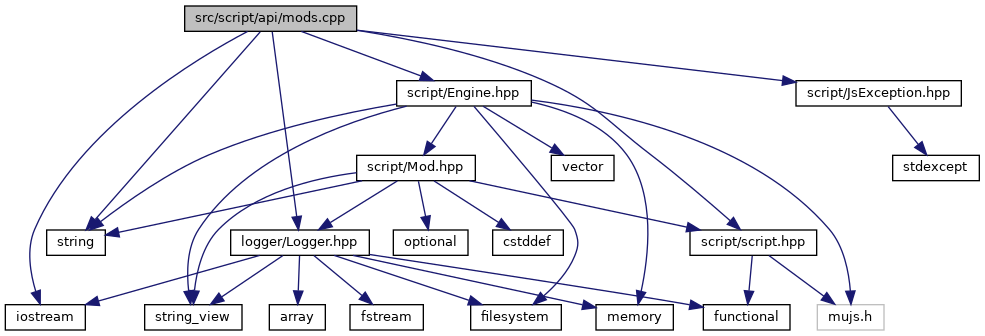 src/script/api/mods.cpp
script/Engine.hpp
script/JsException.hpp
script/Mod.hpp
vector
stdexcept
string
logger/Logger.hpp
optional
cstddef
script/script.hpp
iostream
string_view
array
fstream
filesystem
memory
functional
mujs.h